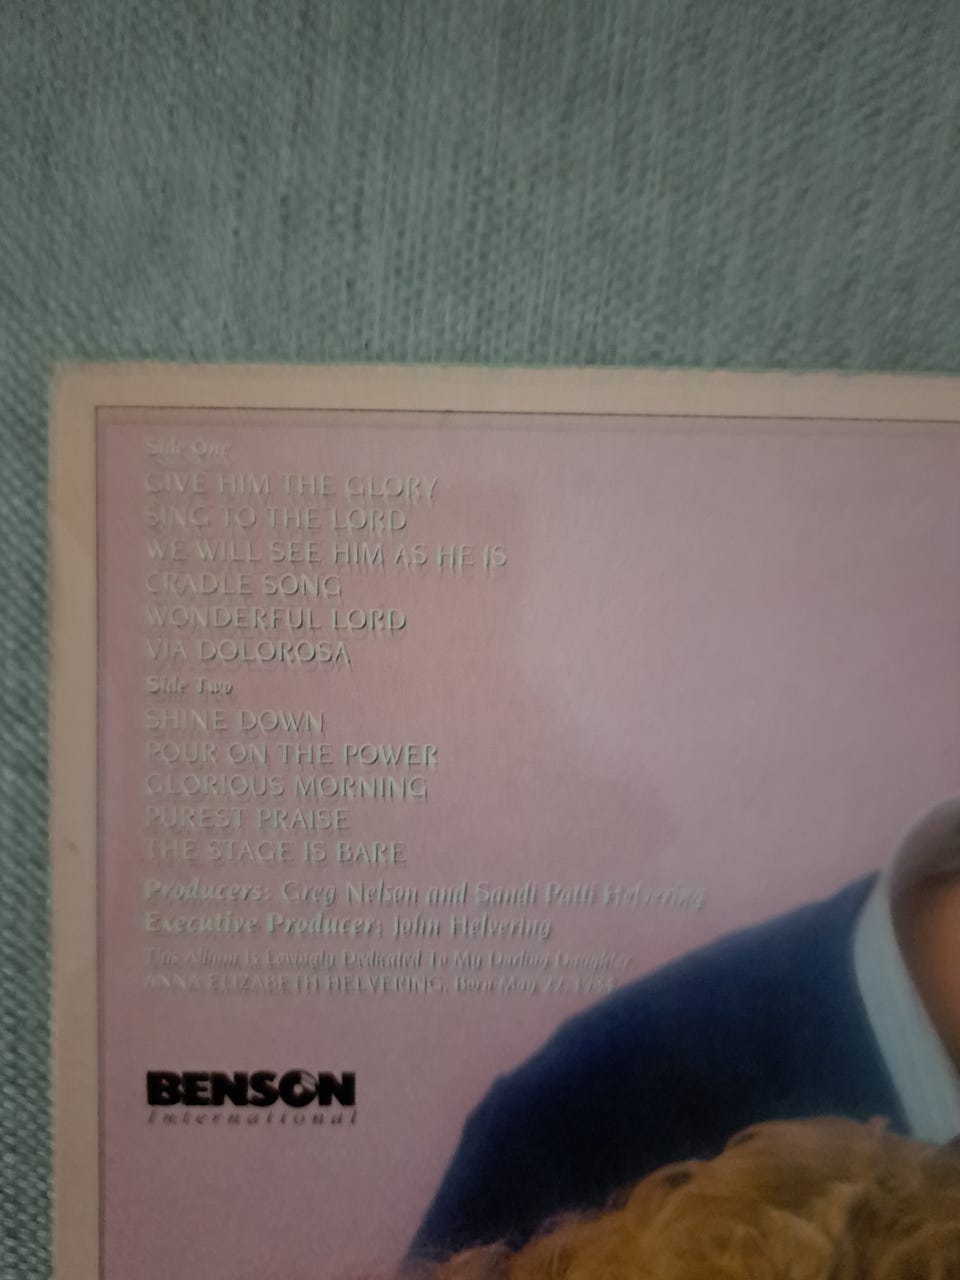 Side One
GIVE HIM THE GLORY
SING TO THE LORD
WE WILL SEE HIM AS HE IS
CRADLE SONG
WONDERFUL LORD
VIA DOLOROSA
Side Two
SHINE DOWN
POUR ON THE POWER
GLORIOUS MORNING
PUREST PRAISE
THE STAGE IS BARE
Producers: Greg Nelson and Sandi Patti Helvering
Executive Producer: John Helvering
This Album Is Lovingly Dedicated To My Darling Daughter
ANNA ELIZABETH HELVERING, Born May 22, 1984
BENSON
International